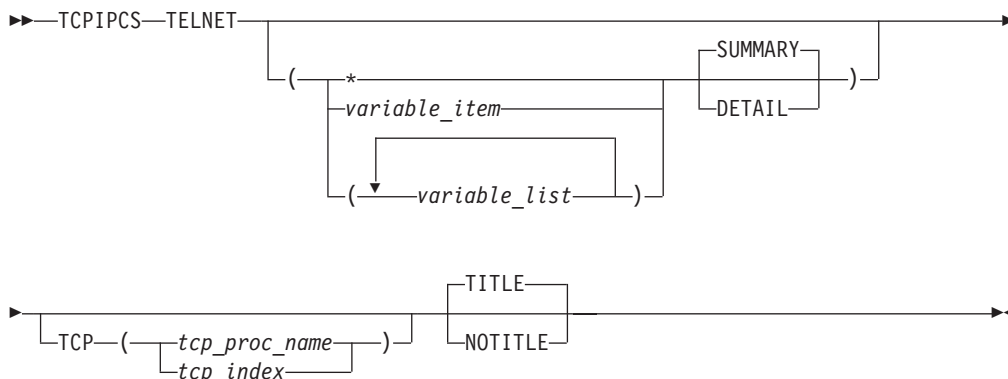 TCPIPCS TELNET
SUMMARY
( * )
variable_item DETAIL
( variable_list )
TITLE
TCP ( tcp_proc_name ) NOTITLE
tcp_index